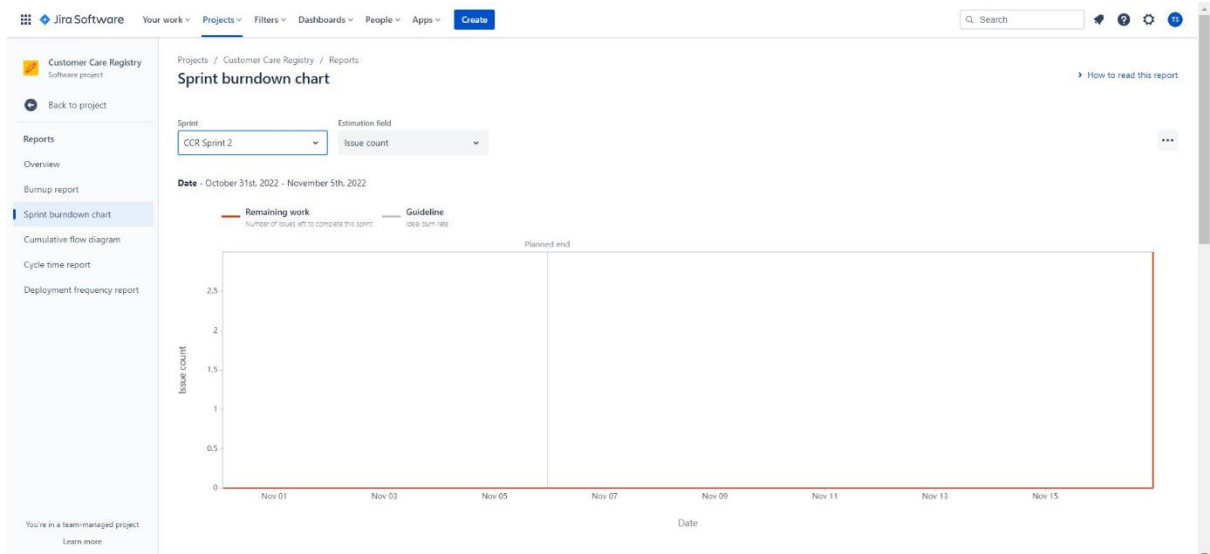 Jira Software Your work Projects Filters Dashboards People Apps Create Search TS
Customer Care Registry
Software project
Back to project
Reports
Overview
Burnup report
Sprint burndown chart
Cumulative flow diagram
Cycle time report
Deployment frequency report
You're in a team-managed project
Learn more
Projects / Customer Care Registry / Reports
Sprint burndown chart
How to read this report
Sprint Estimation field
CCR Sprint 2 Issue count
Date - October 31st, 2022 - November 5th, 2022
Remaining work Guideline
Number of issues left to complete this sprint Ideal burn rate
Planned end
2.5
2
1.5
1
0.5
0
Issue count
Nov 01 Nov 03 Nov 05 Nov 07 Nov 09 Nov 11 Nov 13 Nov 15
Date